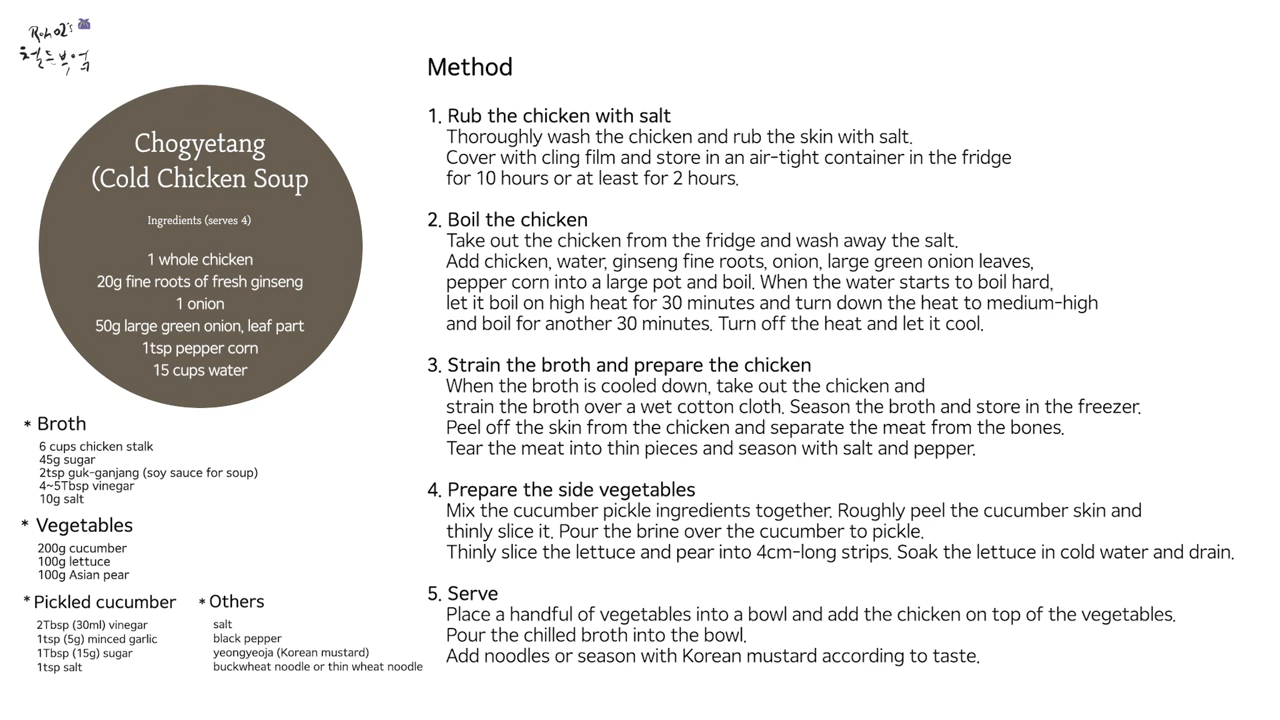 Roh02's
철든부엌
Chogyetang
(Cold Chicken Soup
Ingredients (serves 4)
1 whole chicken
20g fine roots of fresh ginseng
1 onion
50g large green onion, leaf part
1tsp pepper corn
15 cups water
* Broth
6 cups chicken stalk
45g sugar
2tsp guk-ganjang (soy sauce for soup)
4~5Tbsp vinegar
10g salt
* Vegetables
200g cucumber
100g lettuce
100g Asian pear
* Pickled cucumber
2Tbsp (30ml) vinegar
1tsp (5g) minced garlic
1Tbsp (15g) sugar
1tsp salt
* Others
salt
black pepper
yeongyeoja (Korean mustard)
buckwheat noodle or thin wheat noodle
Method
1. Rub the chicken with salt
Thoroughly wash the chicken and rub the skin with salt.
Cover with cling film and store in an air-tight container in the fridge
for 10 hours or at least for 2 hours.
2. Boil the chicken
Take out the chicken from the fridge and wash away the salt.
Add chicken, water, ginseng fine roots, onion, large green onion leaves,
pepper corn into a large pot and boil. When the water starts to boil hard,
let it boil on high heat for 30 minutes and turn down the heat to medium-high
and boil for another 30 minutes. Turn off the heat and let it cool.
3. Strain the broth and prepare the chicken
When the broth is cooled down, take out the chicken and
strain the broth over a wet cotton cloth. Season the broth and store in the freezer.
Peel off the skin from the chicken and separate the meat from the bones.
Tear the meat into thin pieces and season with salt and pepper.
4. Prepare the side vegetables
Mix the cucumber pickle ingredients together. Roughly peel the cucumber skin and
thinly slice it. Pour the brine over the cucumber to pickle.
Thinly slice the lettuce and pear into 4cm-long strips. Soak the lettuce in cold water and drain.
5. Serve
Place a handful of vegetables into a bowl and add the chicken on top of the vegetables.
Pour the chilled broth into the bowl.
Add noodles or season with Korean mustard according to taste.